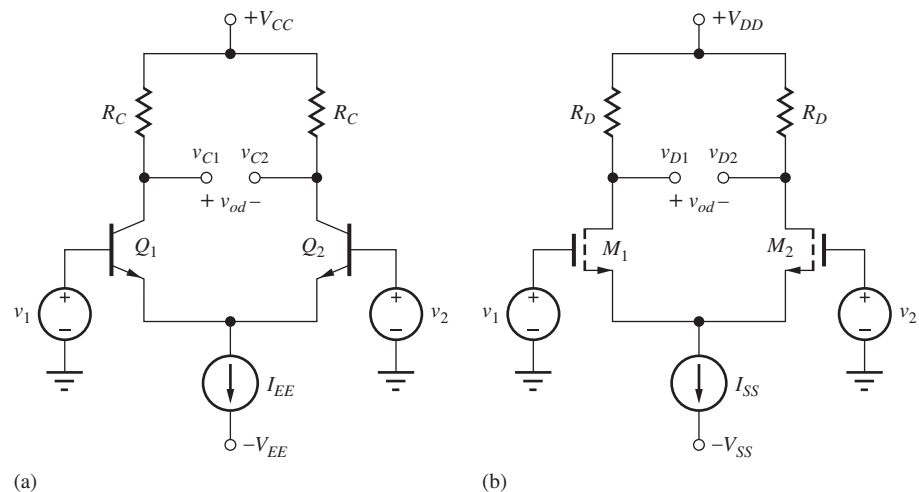 +V_CC
R_C
R_C
v_C1
v_C2
+ v_od −
Q_1
Q_2
v_1
+
−
+
−
v_2
I_EE
−V_EE
(a)
+V_DD
R_D
R_D
v_D1
v_D2
+ v_od −
M_1
M_2
v_1
+
−
+
−
v_2
I_SS
−V_SS
(b)